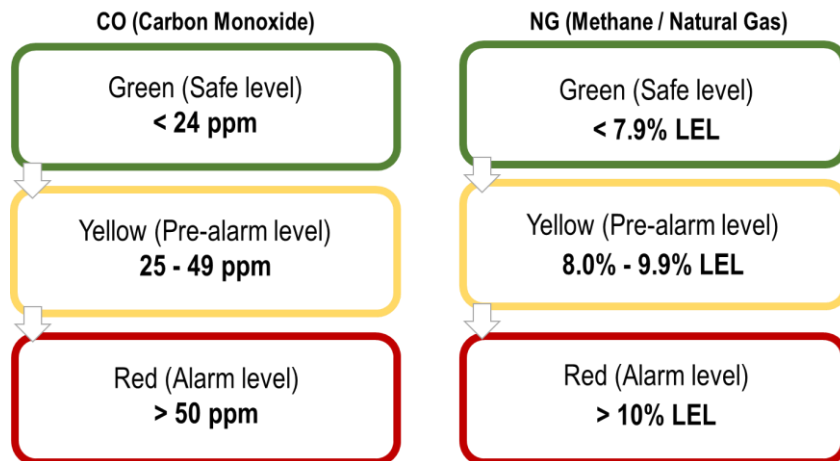 CO (Carbon Monoxide)
Green (Safe level)
< 24 ppm
Yellow (Pre-alarm level)
25 - 49 ppm
Red (Alarm level)
> 50 ppm
NG (Methane / Natural Gas)
Green (Safe level)
< 7.9% LEL
Yellow (Pre-alarm level)
8.0% - 9.9% LEL
Red (Alarm level)
> 10% LEL